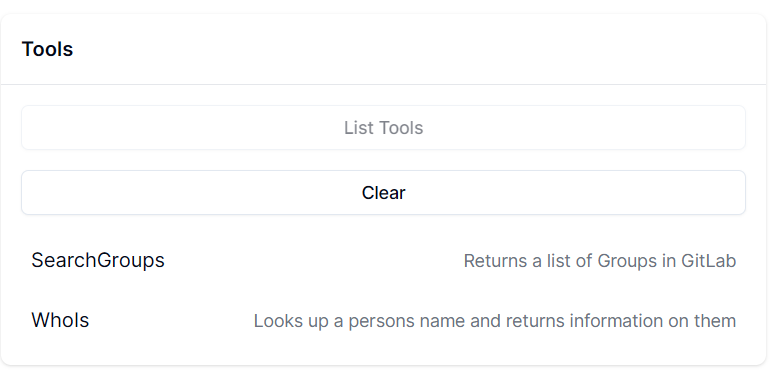 Tools
List Tools
Clear
SearchGroups Returns a list of Groups in GitLab
WhoIs Looks up a persons name and returns information on them